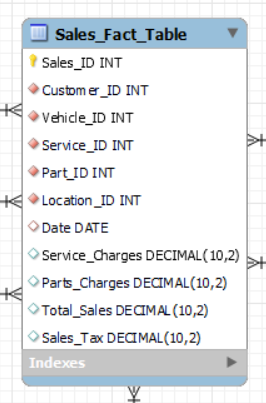 Sales_Fact_Table
Sales_ID INT
Customer_ID INT
Vehicle_ID INT
Service_ID INT
Part_ID INT
Location_ID INT
Date DATE
Service_Charges DECIMAL(10,2)
Parts_Charges DECIMAL(10,2)
Total_Sales DECIMAL(10,2)
Sales_Tax DECIMAL(10,2)
Indexes